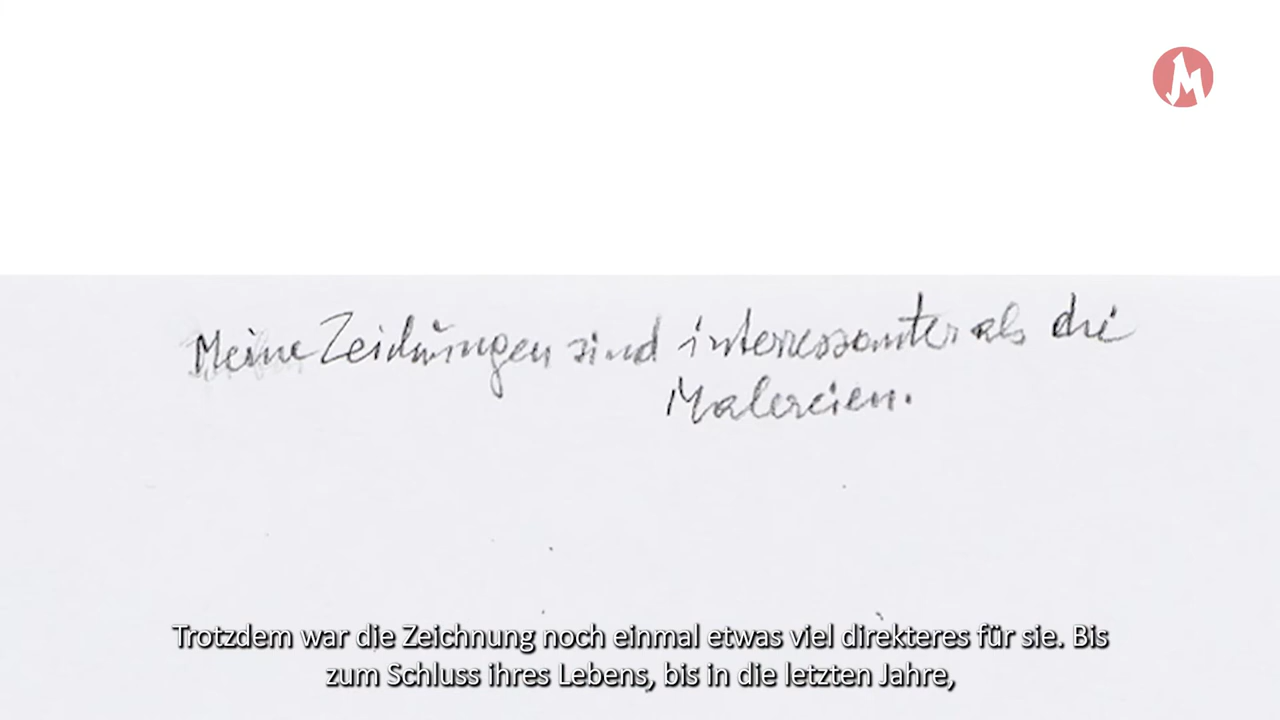 Meine Zeichnungen sind interressanter als die
Malereien.
Trotzdem war die Zeichnung noch einmal etwas viel direkteres für sie. Bis
zum Schluss ihres Lebens, bis in die letzten Jahre,